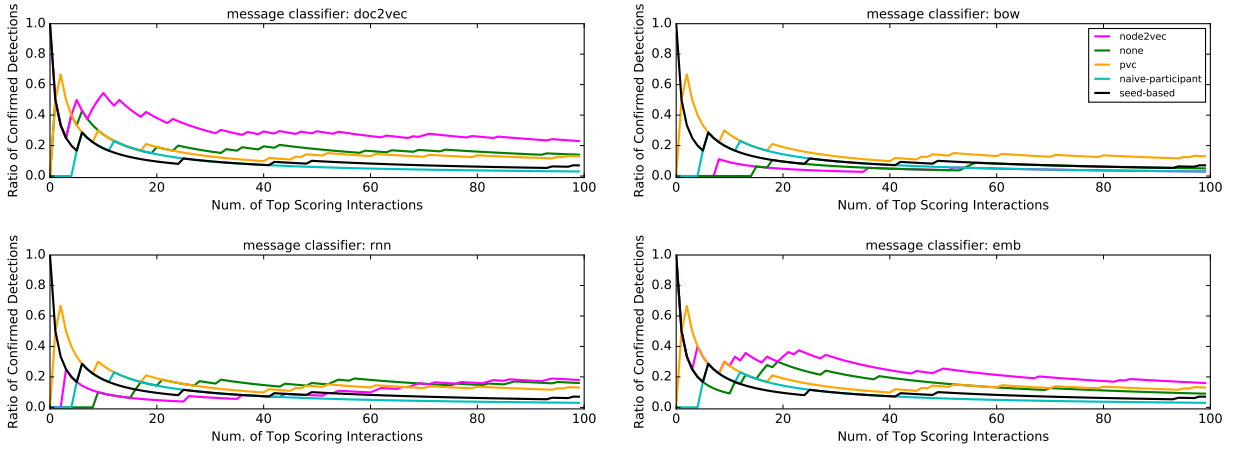 message classifier: doc2vec
Ratio of Confirmed Detections
1.0
0.8
0.6
0.4
0.2
0.0
0 20 40 60 80 100
Num. of Top Scoring Interactions
message classifier: bow
Ratio of Confirmed Detections
1.0
0.8
0.6
0.4
0.2
0.0
node2vec
none
pvc
naive-participant
seed-based
0 20 40 60 80 100
Num. of Top Scoring Interactions
message classifier: rnn
Ratio of Confirmed Detections
1.0
0.8
0.6
0.4
0.2
0.0
0 20 40 60 80 100
Num. of Top Scoring Interactions
message classifier: emb
Ratio of Confirmed Detections
1.0
0.8
0.6
0.4
0.2
0.0
0 20 40 60 80 100
Num. of Top Scoring Interactions